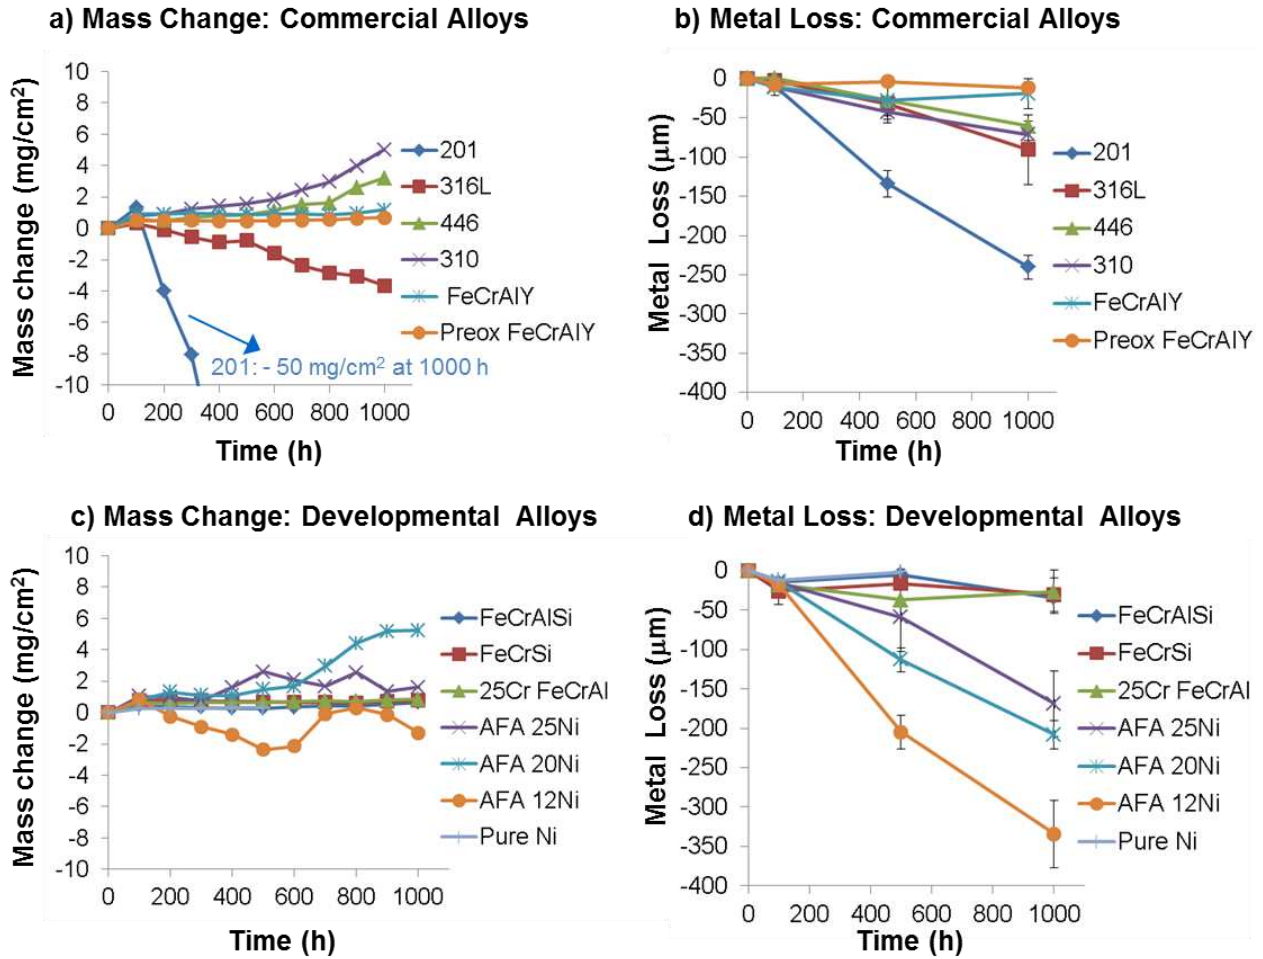 a) Mass Change: Commercial Alloys
Mass change (mg/cm²)
10
8
6
4
2
0
-2
-4
-6
-8
-10
201
316L
446
310
FeCrAlY
Preox FeCrAlY
201: - 50 mg/cm² at 1000 h
0 200 400 600 800 1000
Time (h)
b) Metal Loss: Commercial Alloys
Metal Loss (µm)
0
-50
-100
-150
-200
-250
-300
-350
-400
201
316L
446
310
FeCrAlY
Preox FeCrAlY
0 200 400 600 800 1000
Time (h)
c) Mass Change: Developmental Alloys
Mass change (mg/cm²)
10
8
6
4
2
0
-2
-4
-6
-8
-10
FeCrAlSi
FeCrSi
25Cr FeCrAl
AFA 25Ni
AFA 20Ni
AFA 12Ni
Pure Ni
0 200 400 600 800 1000
Time (h)
d) Metal Loss: Developmental Alloys
Metal Loss (µm)
0
-50
-100
-150
-200
-250
-300
-350
-400
FeCrAlSi
FeCrSi
25Cr FeCrAl
AFA 25Ni
AFA 20Ni
AFA 12Ni
Pure Ni
0 200 400 600 800 1000
Time (h)